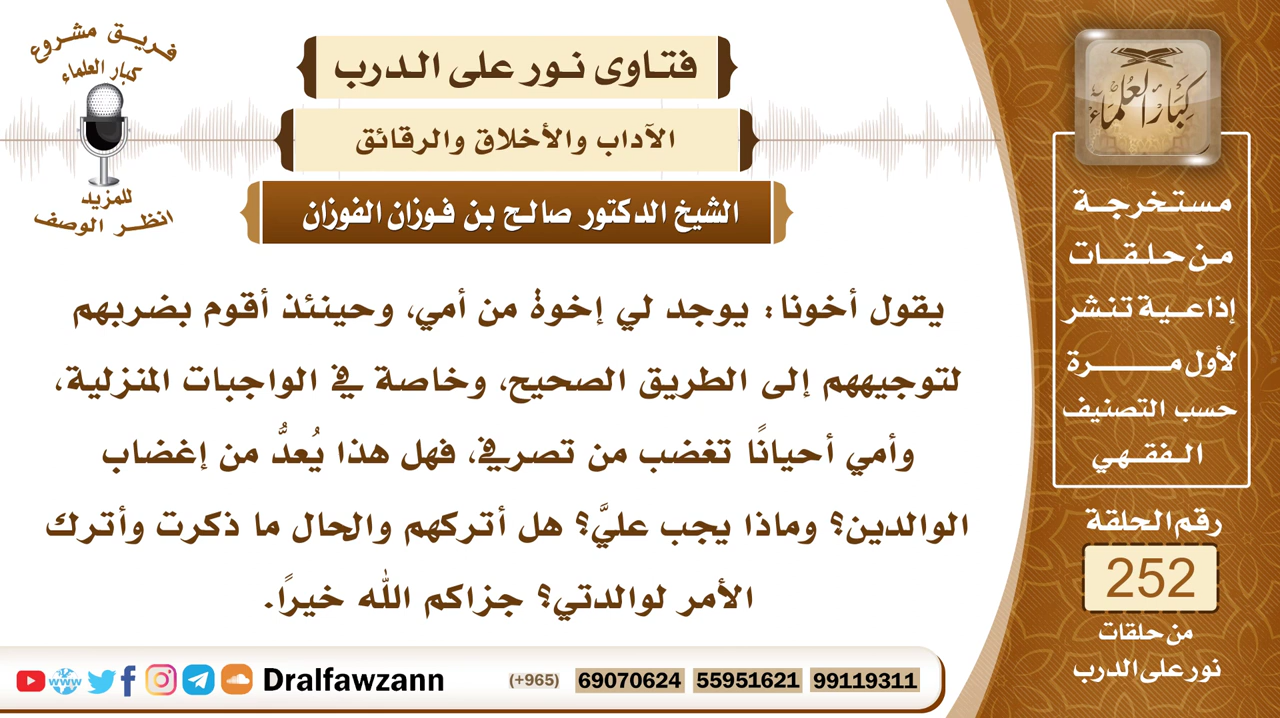 فريق مشروع
كبار العلماء
للمزيد
انظر الوصف
فتاوى نور على الدرب
الآداب والأخلاق والرقائق
الشيخ الدكتور صالح بن فوزان الفوزان
يقول أخونا: يوجد لي إخوةٌ من أمي، وحينئذ أقوم بضربهم
لتوجيههم إلى الطريق الصحيح، وخاصة في الواجبات المنزلية،
وأمي أحيانًا تغضب من تصرفي، فهل هذا يُعدُّ من إغضاب
الوالدين؟ وماذا يجب عليَّ؟ هل أتركهم والحال ما ذكرت وأترك
الأمر لوالدتي؟ جزاكم الله خيرًا.
كبار العلماء
مستخرجة
من حلقات
إذاعية تنشر
لأول مرة
حسب التصنيف
الفقهي
رقم الحلقة
252
من حلقات
نور على الدرب
www
Dralfawzann (+965) 69070624 55951621 99119311